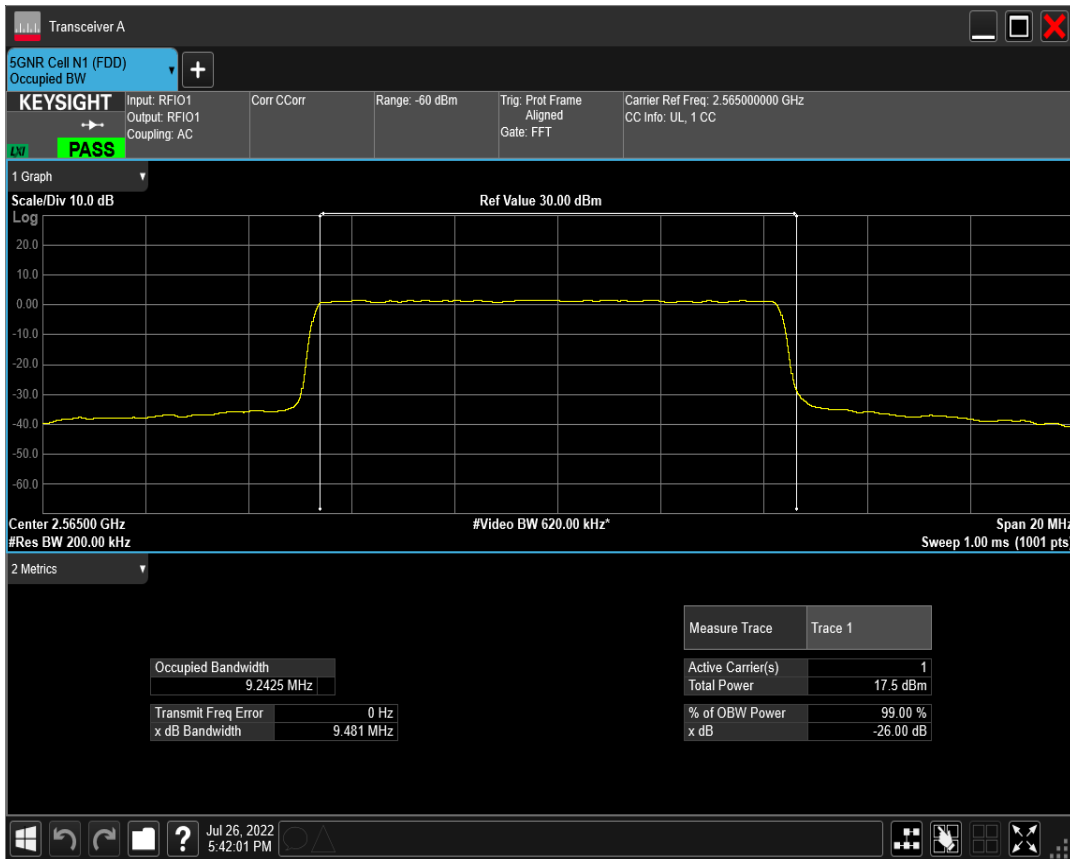 Transceiver A
5GNR Cell N1 (FDD)
Occupied BW
+
KEYSIGHT
LXI
PASS
Input: RFIO1
Output: RFIO1
Coupling: AC
Corr CCorr
Range: -60 dBm
Trig: Prot Frame
Aligned
Gate: FFT
Carrier Ref Freq: 2.565000000 GHz
CC Info: UL, 1 CC
1 Graph
Scale/Div 10.0 dB
Ref Value 30.00 dBm
Log
20.0
10.0
0.00
-10.0
-20.0
-30.0
-40.0
-50.0
-60.0
Center 2.56500 GHz
#Video BW 620.00 kHz*
Span 20 MHz
#Res BW 200.00 kHz
Sweep 1.00 ms (1001 pts)
2 Metrics
Measure Trace Trace 1
Occupied Bandwidth
9.2425 MHz
Active Carrier(s) 1
Total Power 17.5 dBm
Transmit Freq Error 0 Hz
x dB Bandwidth 9.481 MHz
% of OBW Power 99.00 %
x dB -26.00 dB
?
Jul 26, 2022
5:42:01 PM